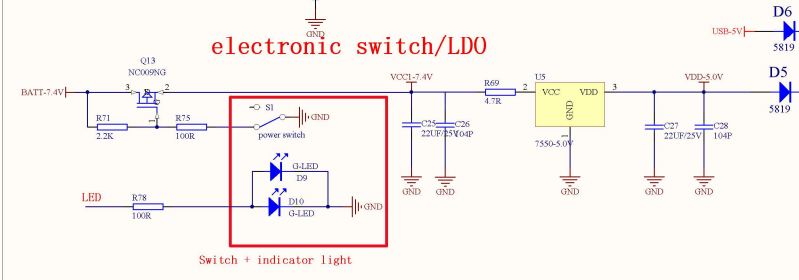 GND
electronic switch/LDO
D6
USB-5V
5819
Q13
NC009NG
BATT-7.4V
3
2
1
R71
2.2K
R75
100R
S1
GND
power switch
VCC1-7.4V
C25
22UF/25V
C26
104P
GND
GND
R69
4.7R
2
U5
VCC
VDD
GND
3
1
7550-5.0V
GND
VDD-5.0V
D5
5819
C27
22UF/25V
C28
104P
GND
GND
G-LED
D9
LED
R78
100R
D10
G-LED
GND
Switch + indicator light